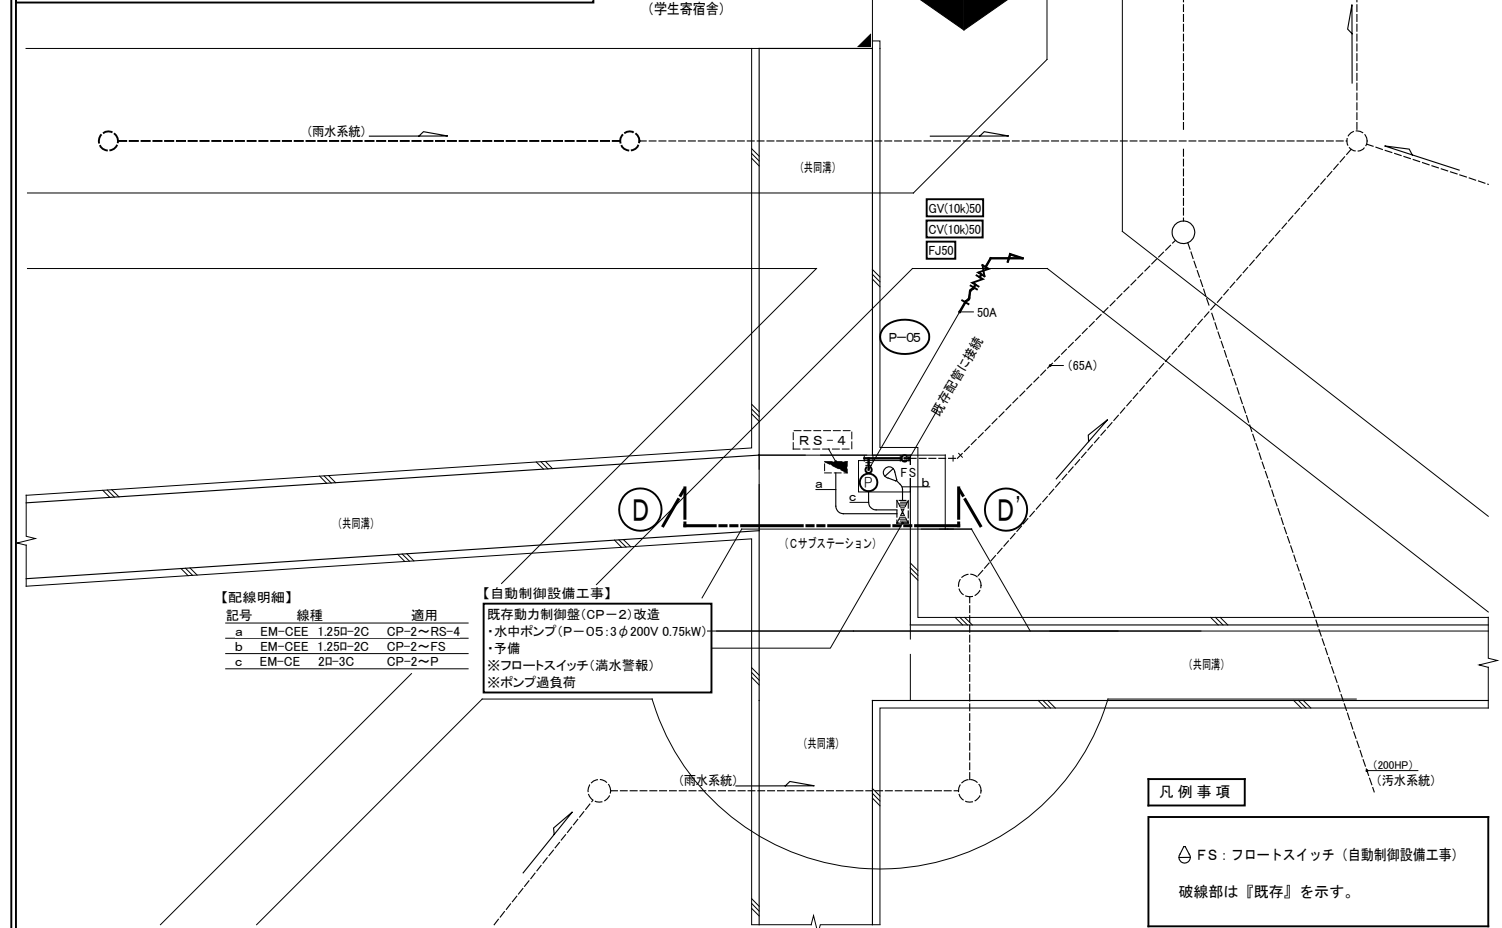 (学生寄宿舎)
(雨水系統)
(共同溝)
GV(10k)50
CV(10k)50
FJ50
50A
P-05
既存配管に接続
(65A)
RS-4
FS
P
a
b
c
D
D'
(共同溝)
(Cサブステーション)
【配線明細】
記号 線種 適用
a EM-CEE 1.25□-2C CP-2~RS-4
b EM-CEE 1.25□-2C CP-2~FS
c EM-CE 2□-3C CP-2~P
【自動制御設備工事】
既存動力制御盤(CP-2)改造
・水中ポンプ(P-05:3φ200V 0.75kW)
・予備
※フロートスイッチ(満水警報)
※ポンプ過負荷
(共同溝)
(共同溝)
(雨水系統)
(200HP)
(汚水系統)
凡例事項
FS:フロートスイッチ(自動制御設備工事)
破線部は『既存』を示す。